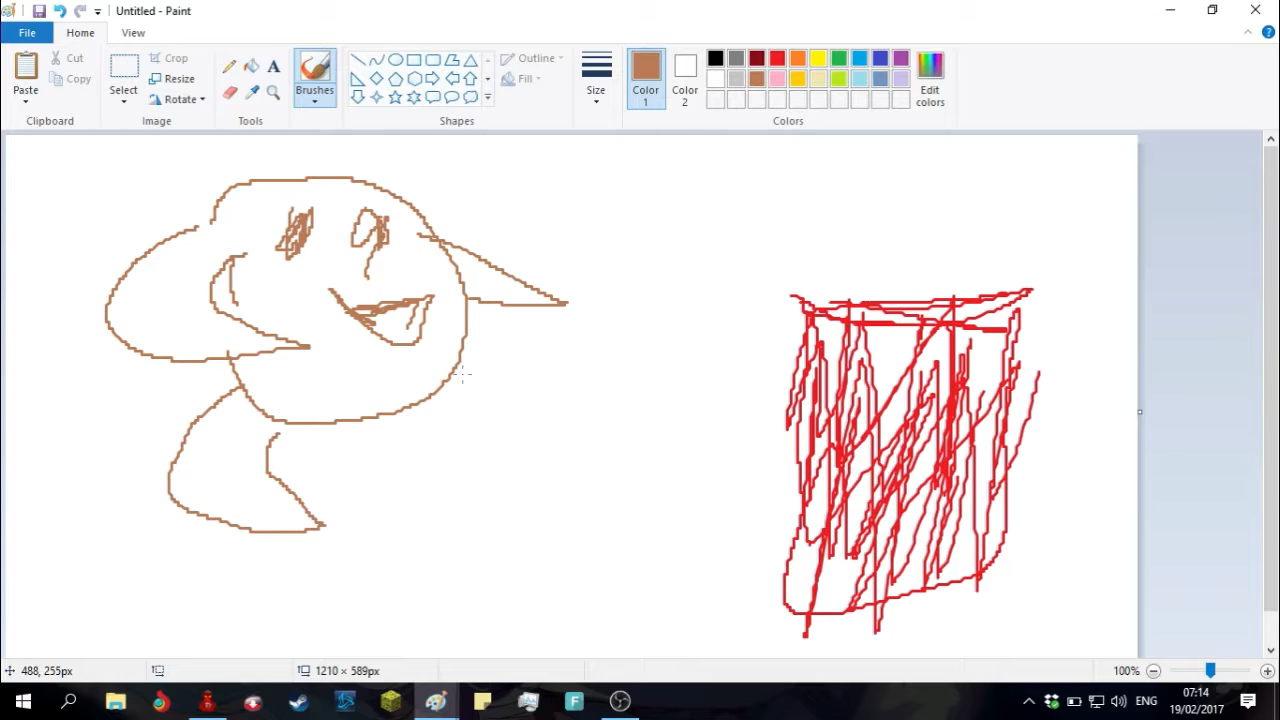 Untitled - Paint
File
Home
View
Paste
Cut
Copy
Clipboard
Select
Crop
Resize
Rotate
Image
A
Tools
Brushes
Outline
Fill
Shapes
Size
Color 1
Color 2
Edit colors
Colors
488, 255px
1210 × 589px
100%
F
ENG
07:14
19/02/2017